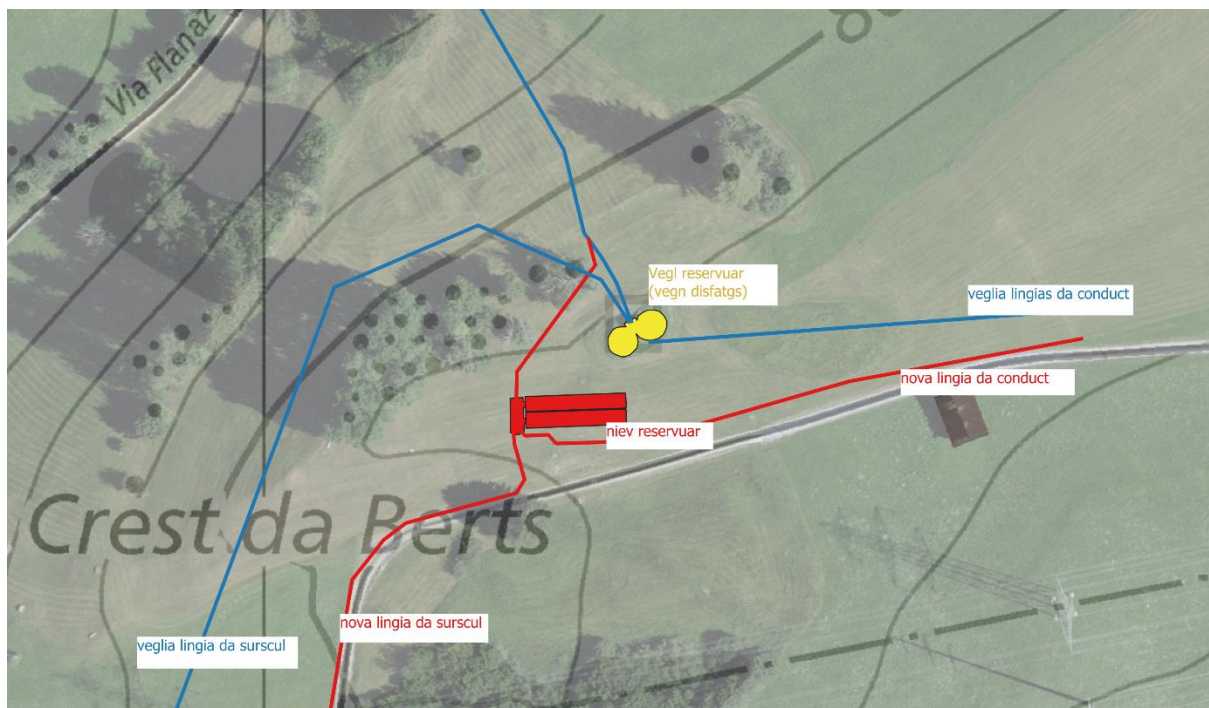 Via Flanaz
Vegl reservuar
(vegn disfatgs)
veglia lingias da conduct
nova lingia da conduct
niev reservuar
Crest da Berts
nova lingia da surscul
veglia lingia da surscul